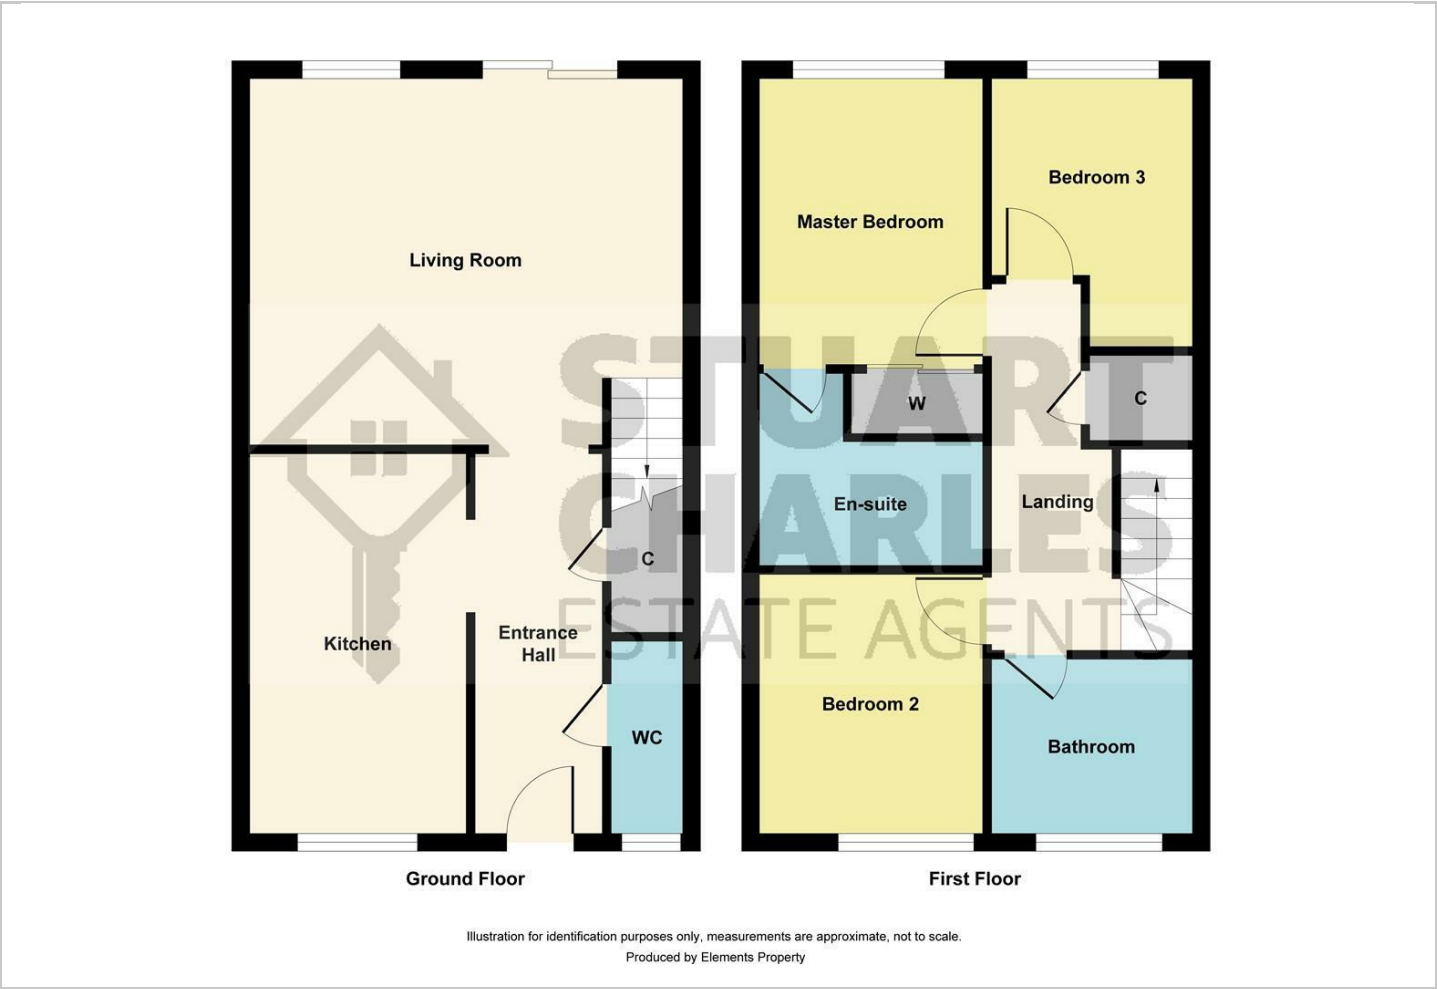 Living Room
Kitchen
Entrance
Hall
C
WC
Ground Floor
Master Bedroom
Bedroom 3
W
C
En-suite
Landing
Bedroom 2
Bathroom
First Floor
STUART
CHARLES
ESTATE AGENTS
Illustration for identification purposes only, measurements are approximate, not to scale.
Produced by Elements Property